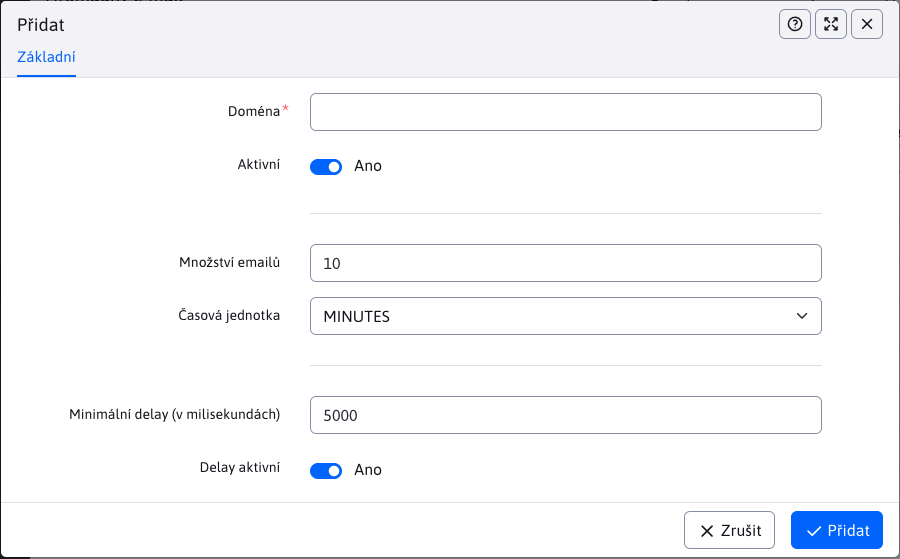 Přidat
Základní
Doména*
Aktivní
Ano
Množství emailů
10
Časová jednotka
MINUTES
Minimální delay (v milisekundách)
5000
Delay aktivní
Ano
Zrušit
Přidat